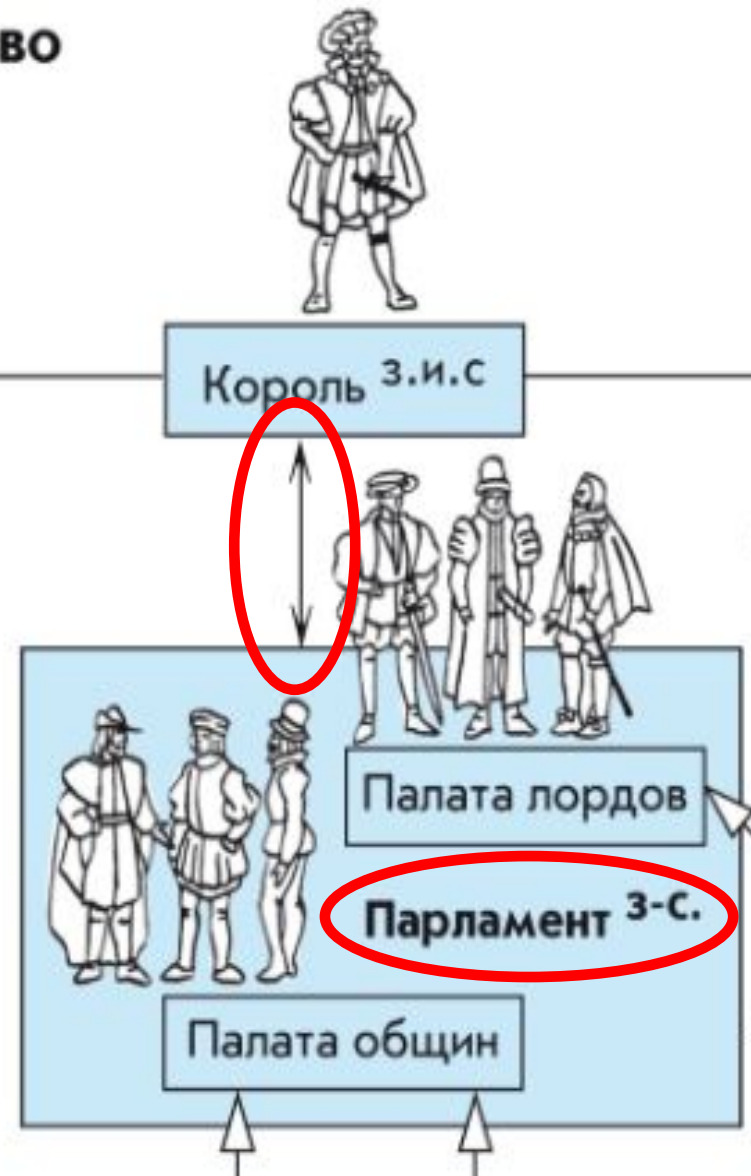 во
Король з.и.с
Палата лордов
Парламент з-с.
Палата общин